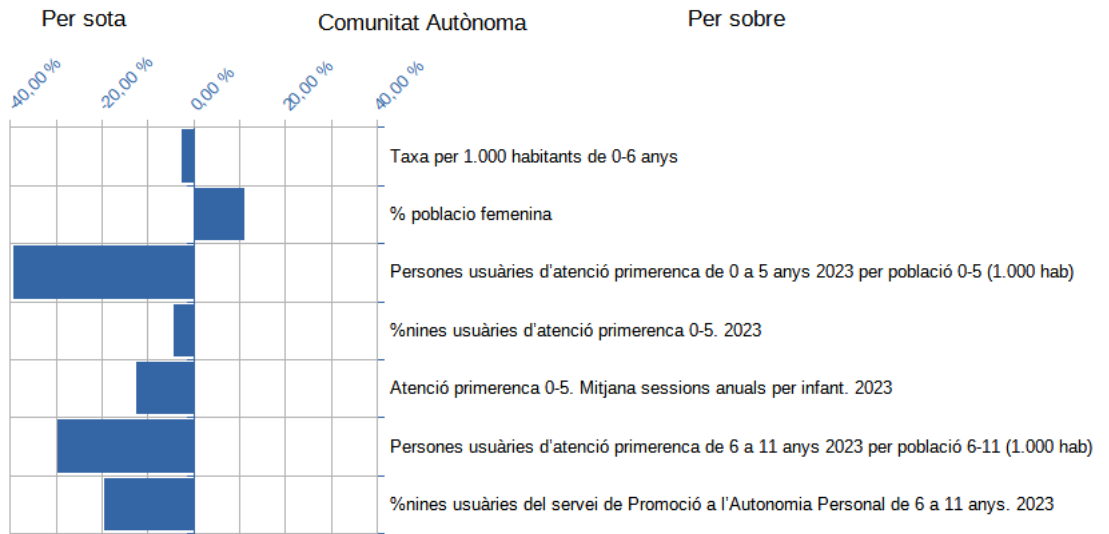 Per sota
Comunitat Autònoma
Per sobre
-40,00 %
-20,00 %
0,00 %
20,00 %
40,00 %
Taxa per 1.000 habitants de 0-6 anys
% poblacio femenina
Persones usuàries d’atenció primerenca de 0 a 5 anys 2023 per població 0-5 (1.000 hab)
%nines usuàries d’atenció primerenca 0-5. 2023
Atenció primerenca 0-5. Mitjana sessions anuals per infant. 2023
Persones usuàries d’atenció primerenca de 6 a 11 anys 2023 per població 6-11 (1.000 hab)
%nines usuàries del servei de Promoció a l’Autonomia Personal de 6 a 11 anys. 2023